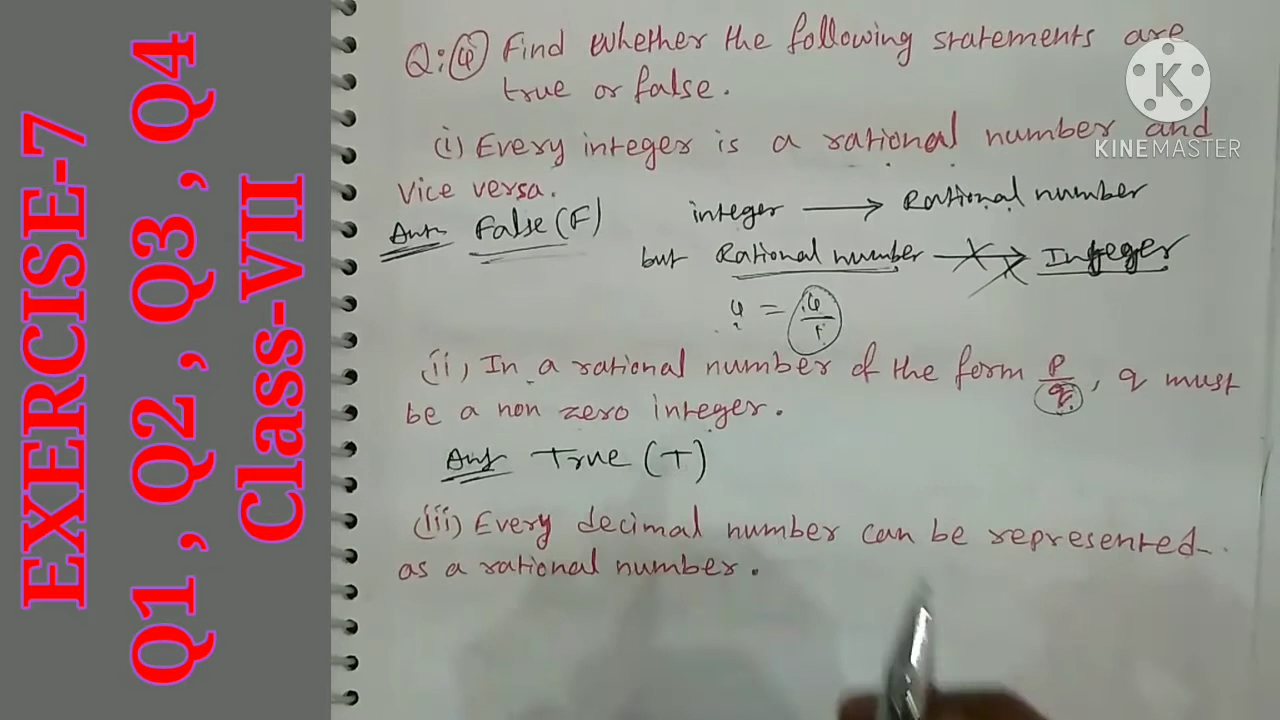 EXERCISE-7
Q1 , Q2 , Q3 , Q4
Class-VII
Q:④ Find whether the following statements are
true or false.
K
KINEMASTER
(i) Every integer is a rational number and
vice versa.
Ans False (F)
integer → Rational number
but Rational number → Integer
4 = 4/1
(ii) In a rational number of the form p/q, q must
be a non zero integer.
Ans True (T)
(iii) Every decimal number can be represented
as a rational number.